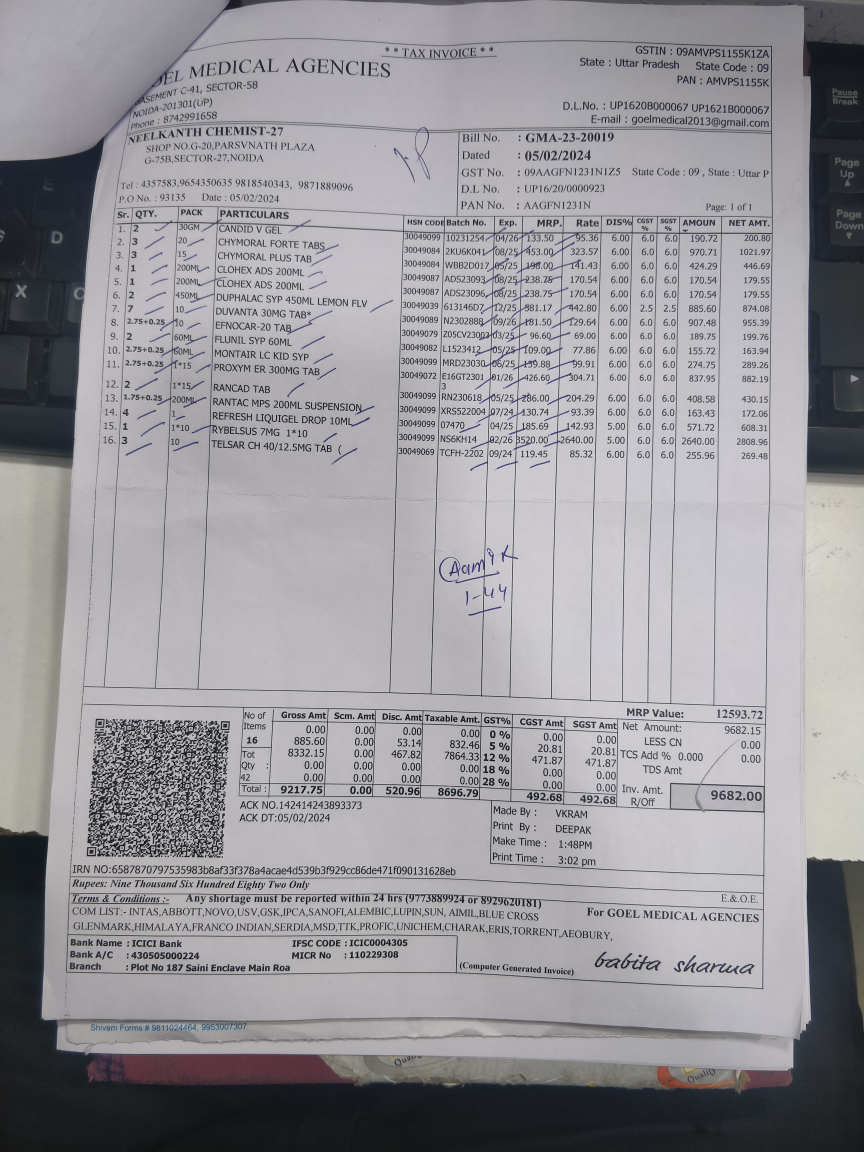 * * TAX INVOICE * *
GOEL MEDICAL AGENCIES
BASEMENT C-41, SECTOR-58
NOIDA-201301(UP)
Phone : 8742991658
GSTIN : 09AMVPS1155K1ZA
State : Uttar Pradesh State Code : 09
PAN : AMVPS1155K
D.L.No. : UP1620B000067 UP1621B000067
E-mail : goelmedical2013@gmail.com
NEELKANTH CHEMIST-27
SHOP NO.G-20,PARSVNATH PLAZA
G-75B,SECTOR-27,NOIDA
Tel : 4357583,9654350635 9818540343, 9871889096
P.O No. : 93135 Date : 05/02/2024
Bill No. : GMA-23-20019
Dated : 05/02/2024
GST No. : 09AAGFN1231N1Z5 State Code : 09 , State : Uttar P
D.L No. : UP16/20/0000923
PAN No. : AAGFN1231N Page: 1 of 1
Sr. QTY. PACK PARTICULARS HSN CODE Batch No. Exp. MRP. Rate DIS% CGST % SGST % AMOUN NET AMT.
1. 2 30GM CANDID V GEL 30049099 10231254 04/26 133.50 95.36 6.00 6.0 6.0 190.72 200.80
2. 3 20 CHYMORAL FORTE TABS 30049084 2KU6K041 08/25 453.00 323.57 6.00 6.0 6.0 970.71 1021.97
3. 3 15 CHYMORAL PLUS TAB 30049084 WBB2D017 05/25 198.00 141.43 6.00 6.0 6.0 424.29 446.69
4. 1 200ML CLOHEX ADS 200ML 30049087 ADS23093 08/25 238.75 170.54 6.00 6.0 6.0 170.54 179.55
5. 1 200ML CLOHEX ADS 200ML 30049087 ADS23096 08/25 238.75 170.54 6.00 6.0 6.0 170.54 179.55
6. 2 450ML DUPHALAC SYP 450ML LEMON FLV 30049039 613146D7 12/25 581.17 442.80 6.00 2.5 2.5 885.60 874.08
7. 7 10 DUVANTA 30MG TAB* 30049089 N2302888 09/26 181.50 129.64 6.00 6.0 6.0 907.48 955.39
8. 2.75+0.25 10 EFNOCAR-20 TAB 30049079 Z05CV23003 03/25 96.60 69.00 6.00 6.0 6.0 189.75 199.76
9. 2 60ML FLUNIL SYP 60ML 30049082 L1523412 05/25 109.00 77.86 6.00 6.0 6.0 155.72 163.94
10. 2.75+0.25 60ML MONTAIR LC KID SYP 30049099 MRD23030 06/25 139.88 99.91 6.00 6.0 6.0 274.75 289.26
11. 2.75+0.25 1*15 PROXYM ER 300MG TAB 30049072 E16GT2301 3 01/26 426.60 304.71 6.00 6.0 6.0 837.95 882.19
12. 2 1*15 RANCAD TAB 30049099 RN230618 05/25 286.00 204.29 6.00 6.0 6.0 408.58 430.15
13. 1.75+0.25 200ML RANTAC MPS 200ML SUSPENSION 30049099 XRS522004 07/24 130.74 93.39 6.00 6.0 6.0 163.43 172.06
14. 4 1 REFRESH LIQUIGEL DROP 10ML 30049099 07470 04/25 185.69 142.93 5.00 6.0 6.0 571.72 608.31
15. 1 1*10 RYBELSUS 7MG 1*10 30049099 NS6KH14 02/26 3520.00 2640.00 5.00 6.0 6.0 2640.00 2808.96
16. 3 10 TELSAR CH 40/12.5MG TAB ( 30049069 TCFH-2202 09/24 119.45 85.32 6.00 6.0 6.0 255.96 269.48
1-44
No of Items Gross Amt Scm. Amt Disc. Amt Taxable Amt. GST% CGST Amt SGST Amt
0.00 0.00 0.00 0.00 0 % 0.00 0.00
16 885.60 0.00 53.14 832.46 5 % 20.81 20.81
Tot 8332.15 0.00 467.82 7864.33 12 % 471.87 471.87
Qty : 0.00 0.00 0.00 0.00 18 % 0.00 0.00
42 0.00 0.00 0.00 0.00 28 % 0.00 0.00
Total : 9217.75 0.00 520.96 8696.79 492.68 492.68
MRP Value: 12593.72
Net Amount: 9682.15
LESS CN 0.00
TCS Add % 0.000 0.00
TDS Amt
Inv. Amt. R/Off 9682.00
ACK NO.142414243893373
ACK DT:05/02/2024
Made By : VKRAM
Print By : DEEPAK
Make Time : 1:48PM
Print Time : 3:02 pm
IRN NO:6587870797535983b8af33f378a4acae4d539b3f929cc86de471f090131628eb
Rupees: Nine Thousand Six Hundred Eighty Two Only
Terms & Conditions :- Any shortage must be reported within 24 hrs (9773889924 or 8929620181) E.&O.E.
COM LIST:- INTAS,ABBOTT,NOVO,USV,GSK,IPCA,SANOFI,ALEMBIC,LUPIN,SUN, AIMIL,BLUE CROSS
GLENMARK,HIMALAYA,FRANCO INDIAN,SERDIA,MSD,TTK,PROFIC,UNICHEM,CHARAK,ERIS,TORRENT,AEOBURY,
For GOEL MEDICAL AGENCIES
Bank Name : ICICI Bank IFSC CODE : ICIC0004305
Bank A/C : 430505000224 MICR No : 110229308
Branch : Plot No 187 Saini Enclave Main Roa
(Computer Generated Invoice)
babita sharma
Shivam Forms # 9811024464, 9953007307
Quality
Pause Break
Page Up
Page Down
E
S
D